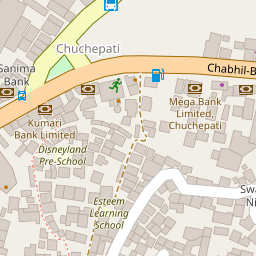 Chuchepati
Sanima
Bank
Chabhil-B
Mega Bank
Limited,
Chuchepati
Kumari
Bank Limited
Disneyland
Pre-School
Esteem
Learning
School
Swa
Ni